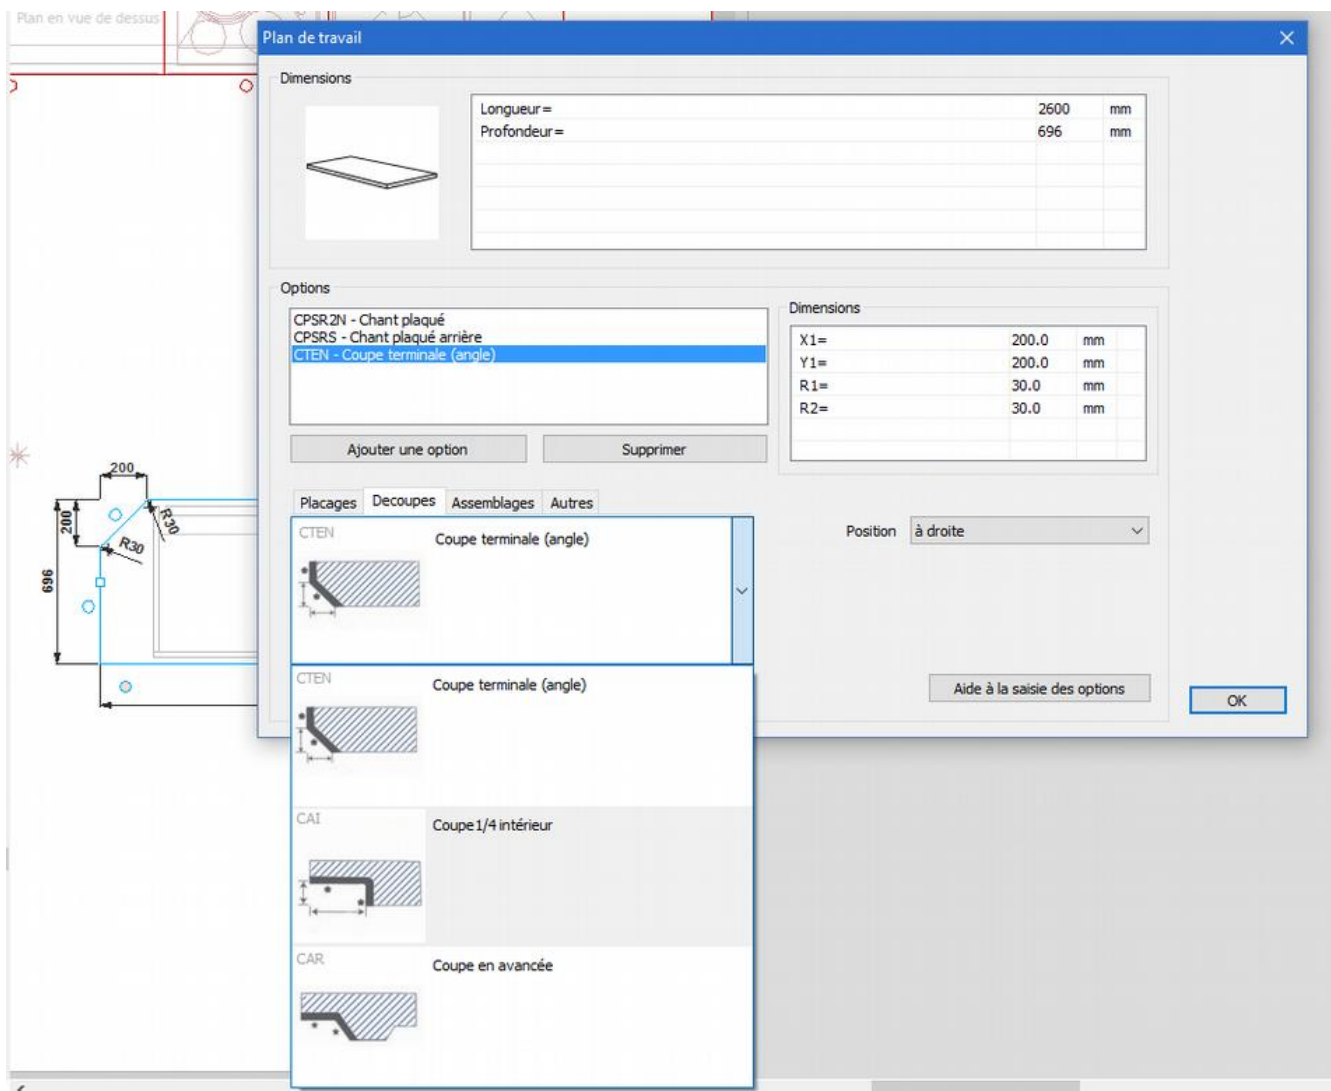 Plan en vue de dessus
Plan de travail
Dimensions
Longueur= 2600 mm
Profondeur= 696 mm
Options
CPSR2N - Chant plaqué
CPSRS - Chant plaqué arrière
CTEN - Coupe terminale (angle)
Dimensions
X1= 200.0 mm
Y1= 200.0 mm
R1= 30.0 mm
R2= 30.0 mm
Ajouter une option
Supprimer
200
200
R30
R30
696
Placages Decoupes Assemblages Autres
Position à droite
CTEN
Coupe terminale (angle)
CTEN
Coupe terminale (angle)
CAI
Coupe1/4 intérieur
CAR
Coupe en avancée
Aide à la saisie des options
OK